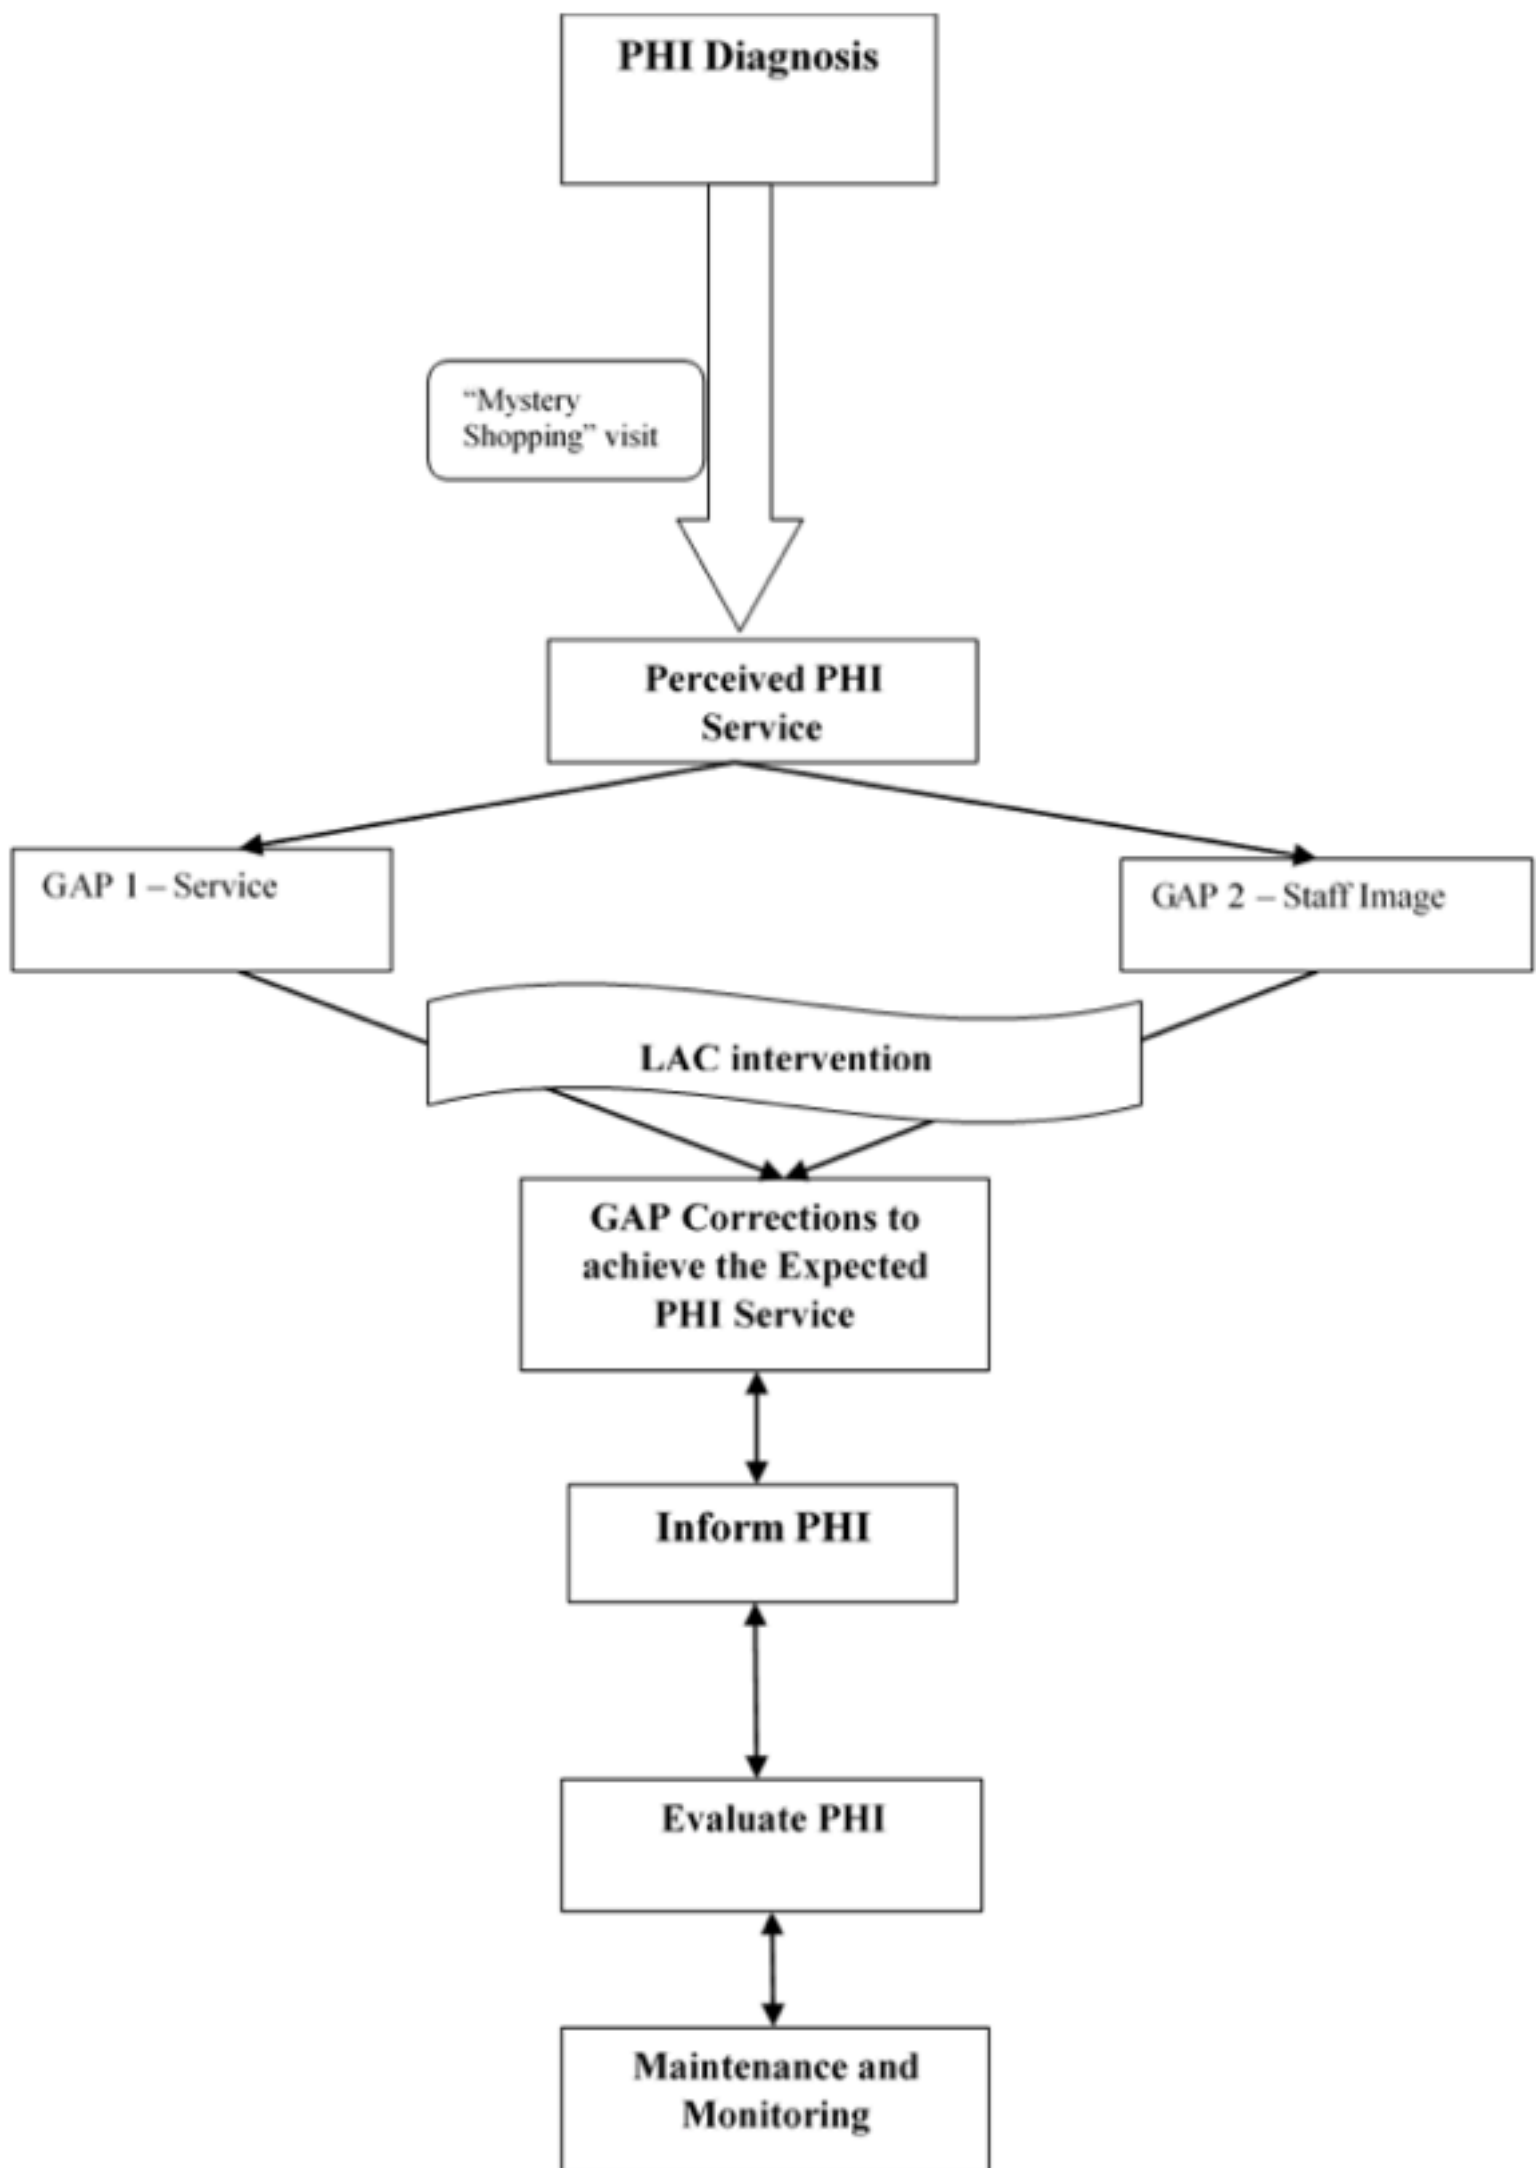 PHI Diagnosis
“Mystery
Shopping” visit
Perceived PHI
Service
GAP 1 – Service
GAP 2 – Staff Image
LAC intervention
GAP Corrections to
achieve the Expected
PHI Service
Inform PHI
Evaluate PHI
Maintenance and
Monitoring